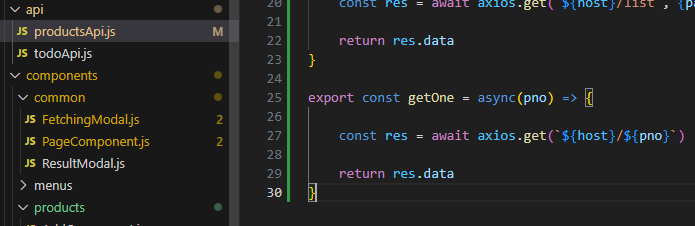 api
JS productsApi.js M
JS todoApi.js
components
common
JS FetchingModal.js 2
JS PageComponent.js 2
JS ResultModal.js
menus
products
20 const res = await axios.get(`${host}/list`, {pa
21
22 return res.data
23 }
24
25 export const getOne = async(pno) => {
26
27 const res = await axios.get(`${host}/${pno}`)
28
29 return res.data
30 }